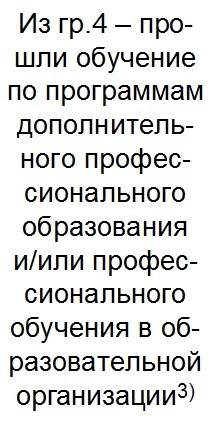 Из гр.4 – про-
шли обучение
по программам
дополнитель-
ного профес-
сионального
образования
и/или профес-
сионального
обучения в об-
разовательной
организации3)